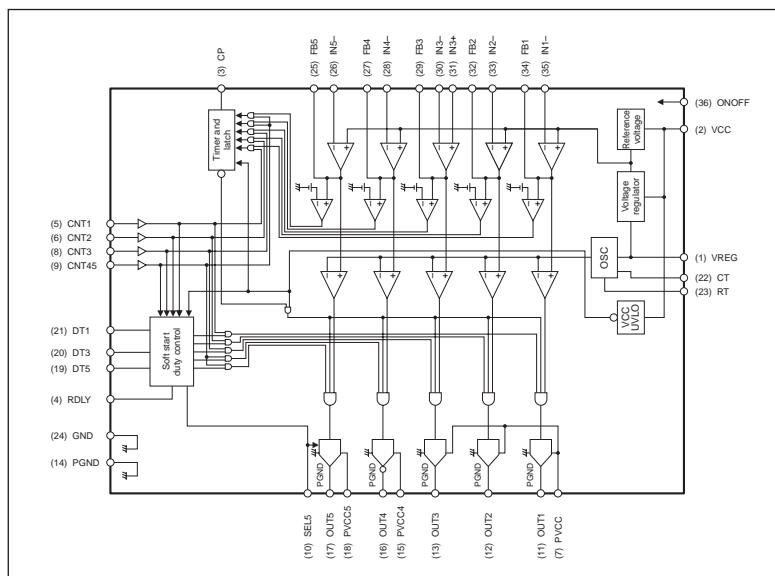 (3) CP
(25) FB5
(26) IN5–
(27) FB4
(28) IN4–
(29) FB3
(30) IN3–
(31) IN3+
(32) FB2
(33) IN2–
(34) FB1
(35) IN1–
(36) ONOFF
(2) VCC
(1) VREG
(22) CT
(23) RT
Timer and
latch
Reference
voltage
Voltage
regulator
OSC
VCC
UVLO
(5) CNT1
(6) CNT2
(8) CNT3
(9) CNT45
(21) DT1
(20) DT3
(19) DT5
(4) RDLY
(24) GND
(14) PGND
Soft start
duty control
– +
– +
– +
– +
– +
PGND
PGND
PGND
PGND
PGND
(10) SEL5
(17) OUT5
(18) PVCC5
(16) OUT4
(15) PVCC4
(13) OUT3
(12) OUT2
(11) OUT1
(7) PVCC